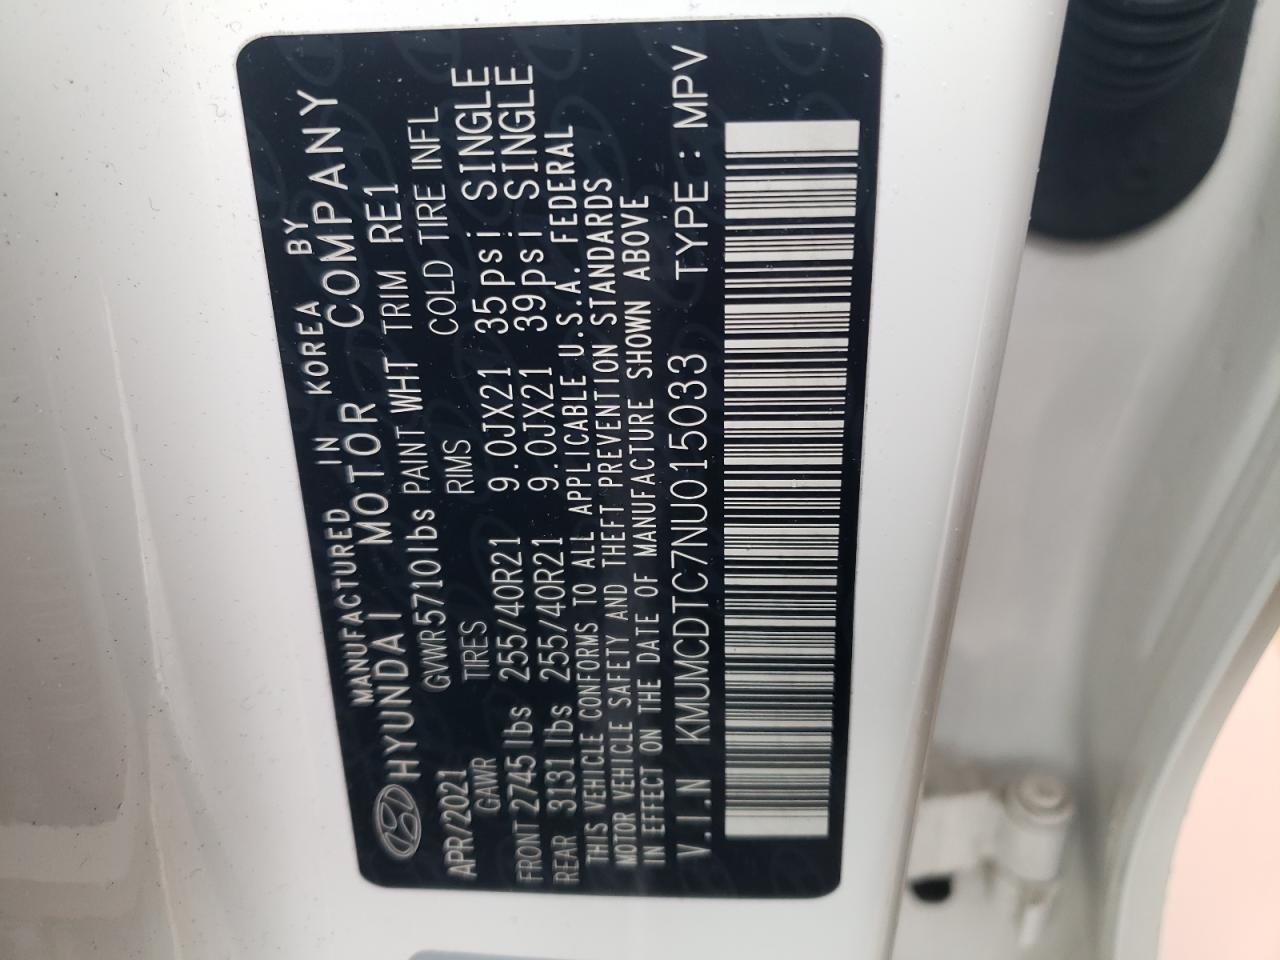 MANUFACTURED IN KOREA BY
HYUNDAI MOTOR COMPANY
APR/2021 GVWR5710lbs PAINT WHT TRIM RE1
GAWR TIRES RIMS COLD TIRE INFL
FRONT 2745lbs 255/40R21 9.0JX21 35psi SINGLE
REAR 3131lbs 255/40R21 9.0JX21 39psi SINGLE
THIS VEHICLE CONFORMS TO ALL APPLICABLE U.S.A. FEDERAL
MOTOR VEHICLE SAFETY AND THEFT PREVENTION STANDARDS
IN EFFECT ON THE DATE OF MANUFACTURE SHOWN ABOVE
V.I.N KMUMCDTC7NU015033 TYPE : MPV